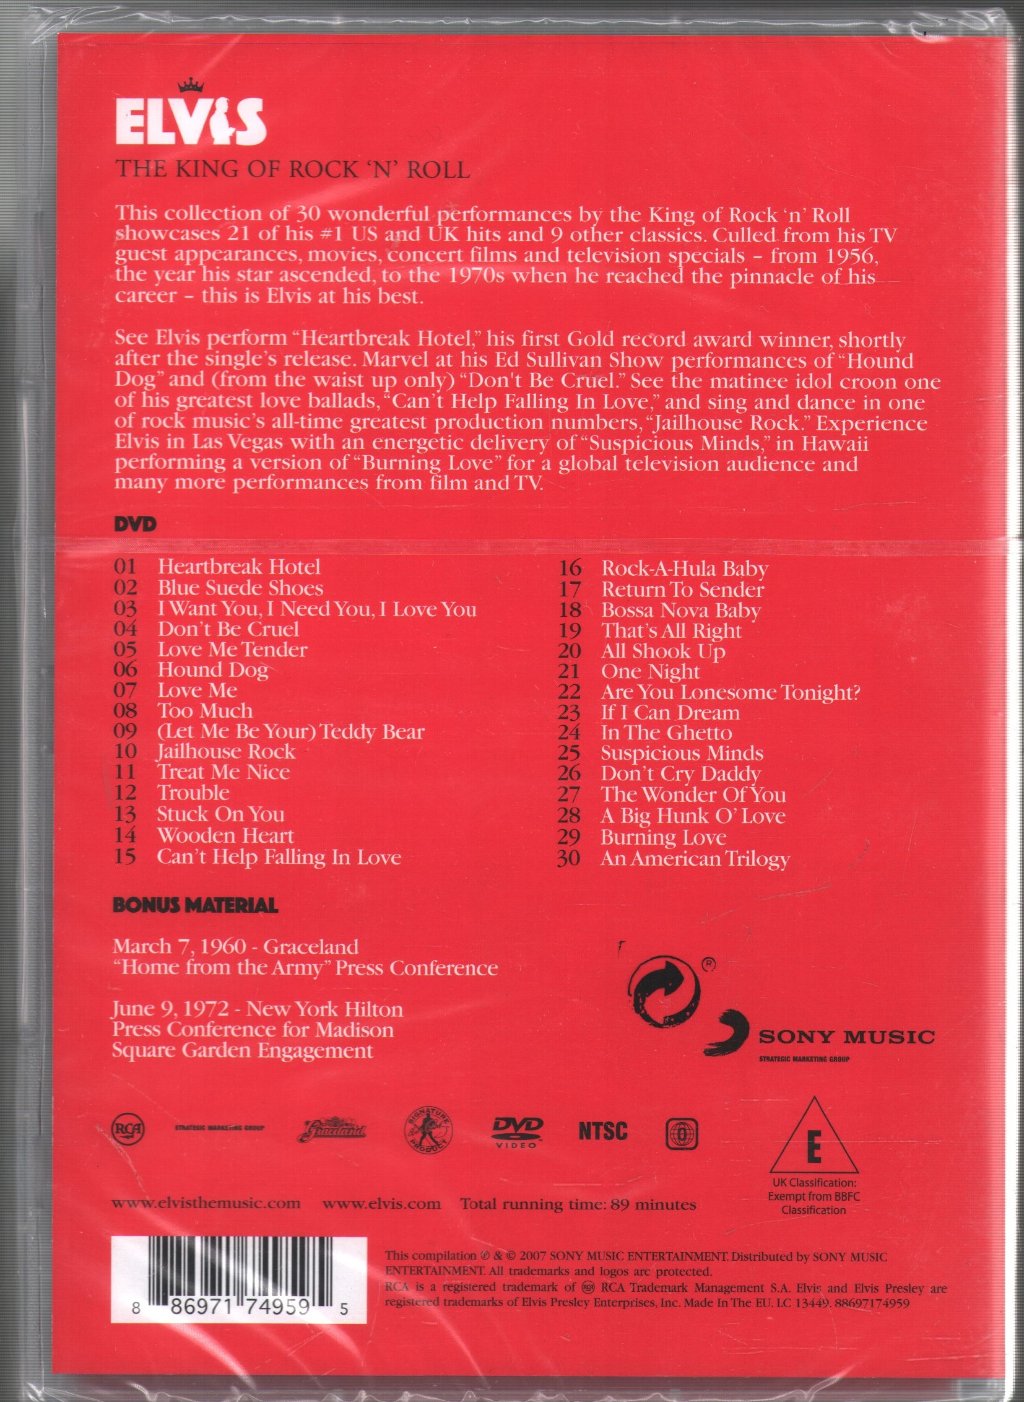 ELVIS
THE KING OF ROCK ‘N’ ROLL
This collection of 30 wonderful performances by the King of Rock ‘n’ Roll
showcases 21 of his #1 US and UK hits and 9 other classics. Culled from his TV
guest appearances, movies, concert films and television specials – from 1956,
the year his star ascended, to the 1970s when he reached the pinnacle of his
career – this is Elvis at his best.
See Elvis perform “Heartbreak Hotel,” his first Gold record award winner, shortly
after the single’s release. Marvel at his Ed Sullivan Show performances of “Hound
Dog” and (from the waist up only) “Don't Be Cruel.” See the matinee idol croon one
of his greatest love ballads, “Can’t Help Falling In Love,” and sing and dance in one
of rock music’s all-time greatest production numbers, “Jailhouse Rock.” Experience
Elvis in Las Vegas with an energetic delivery of “Suspicious Minds,” in Hawaii
performing a version of “Burning Love” for a global television audience and
many more performances from film and TV.
DVD
01 Heartbreak Hotel
02 Blue Suede Shoes
03 I Want You, I Need You, I Love You
04 Don’t Be Cruel
05 Love Me Tender
06 Hound Dog
07 Love Me
08 Too Much
09 (Let Me Be Your) Teddy Bear
10 Jailhouse Rock
11 Treat Me Nice
12 Trouble
13 Stuck On You
14 Wooden Heart
15 Can’t Help Falling In Love
16 Rock-A-Hula Baby
17 Return To Sender
18 Bossa Nova Baby
19 That’s All Right
20 All Shook Up
21 One Night
22 Are You Lonesome Tonight?
23 If I Can Dream
24 In The Ghetto
25 Suspicious Minds
26 Don’t Cry Daddy
27 The Wonder Of You
28 A Big Hunk O’ Love
29 Burning Love
30 An American Trilogy
BONUS MATERIAL
March 7, 1960 - Graceland
“Home from the Army” Press Conference
June 9, 1972 - New York Hilton
Press Conference for Madison
Square Garden Engagement
®
SONY MUSIC
STRATEGIC MARKETING GROUP
RCA
STRATEGIC MARKETING GROUP
Graceland
SIGNATURE PRODUCT
DVD
VIDEO
NTSC
0
E
UK Classification:
Exempt from BBFC
Classification
www.elvisthemusic.com www.elvis.com Total running time: 89 minutes
8 86971 74959 5
This compilation ℗ & © 2007 SONY MUSIC ENTERTAINMENT. Distributed by SONY MUSIC
ENTERTAINMENT. All trademarks and logos are protected.
RCA is a registered trademark of RCA RCA Trademark Management S.A. Elvis and Elvis Presley are
registered trademarks of Elvis Presley Enterprises, Inc. Made In The EU. LC 13449. 88697174959